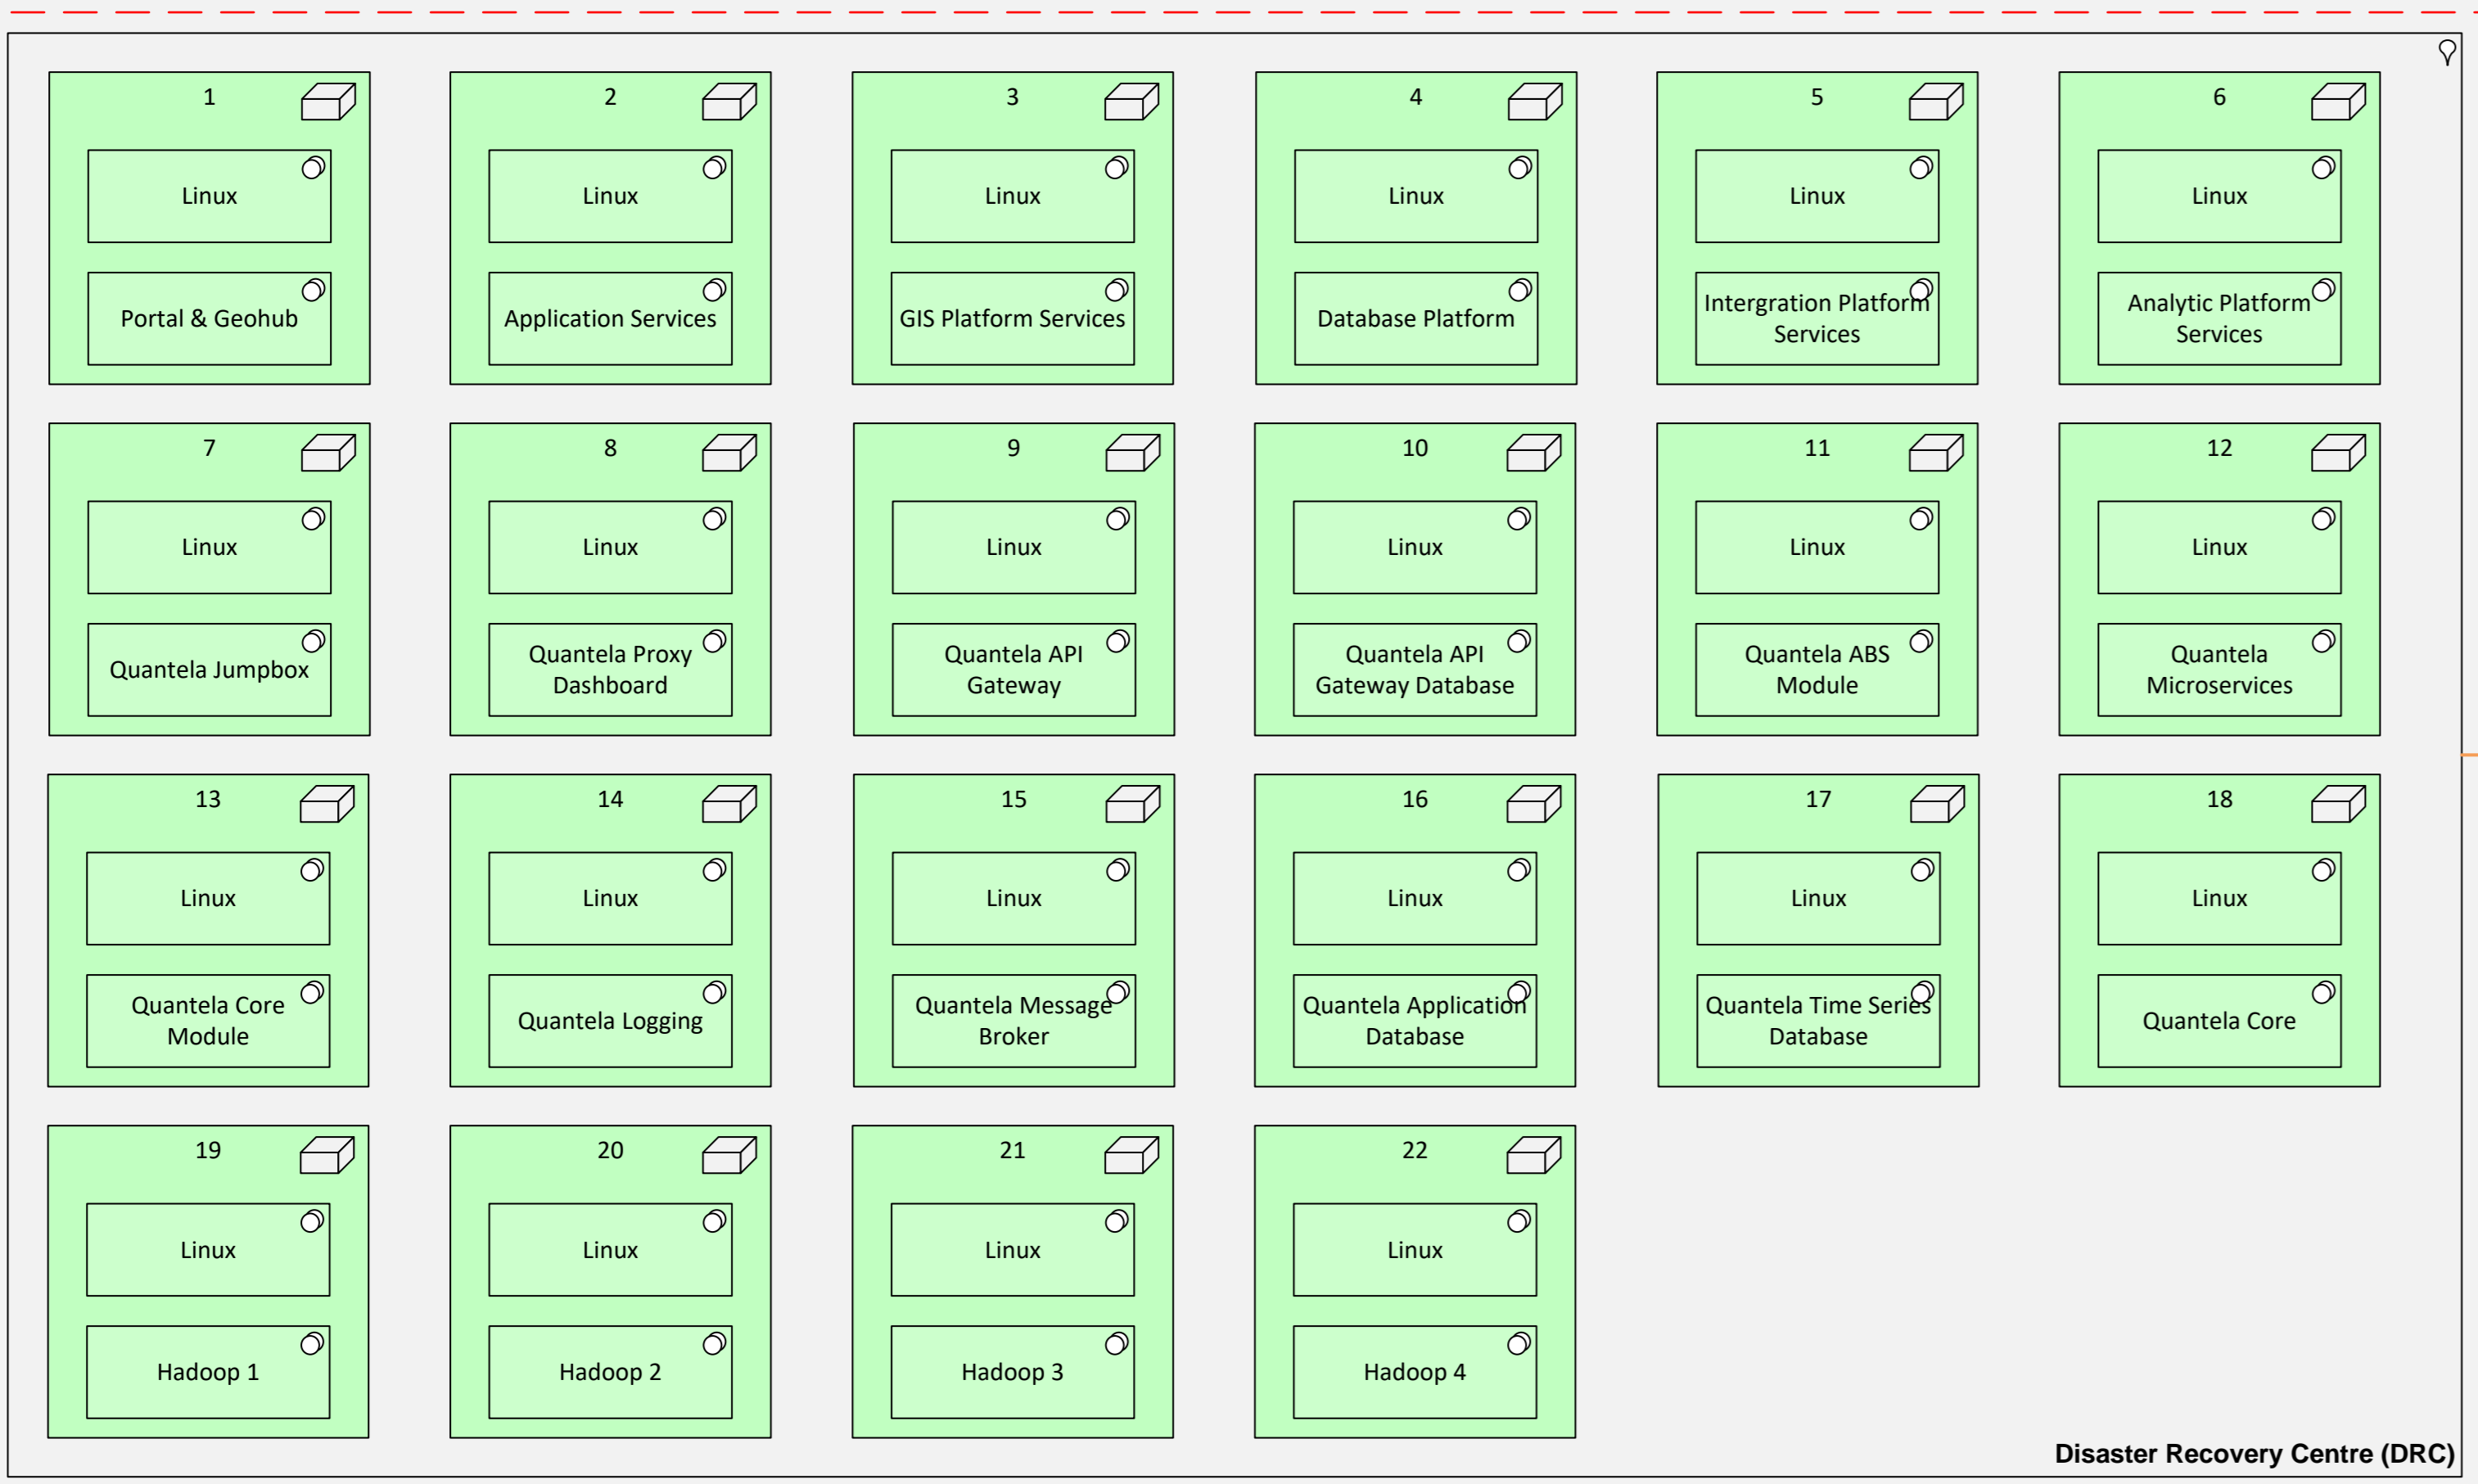 1
Linux
Portal & Geohub
2
Linux
Application Services
3
Linux
GIS Platform Services
4
Linux
Database Platform
5
Linux
Intergration Platform
Services
6
Linux
Analytic Platform
Services
7
Linux
Quantela Jumpbox
8
Linux
Quantela Proxy
Dashboard
9
Linux
Quantela API
Gateway
10
Linux
Quantela API
Gateway Database
11
Linux
Quantela ABS
Module
12
Linux
Quantela
Microservices
13
Linux
Quantela Core
Module
14
Linux
Quantela Logging
15
Linux
Quantela Message
Broker
16
Linux
Quantela Application
Database
17
Linux
Quantela Time Series
Database
18
Linux
Quantela Core
19
Linux
Hadoop 1
20
Linux
Hadoop 2
21
Linux
Hadoop 3
22
Linux
Hadoop 4
Disaster Recovery Centre (DRC)